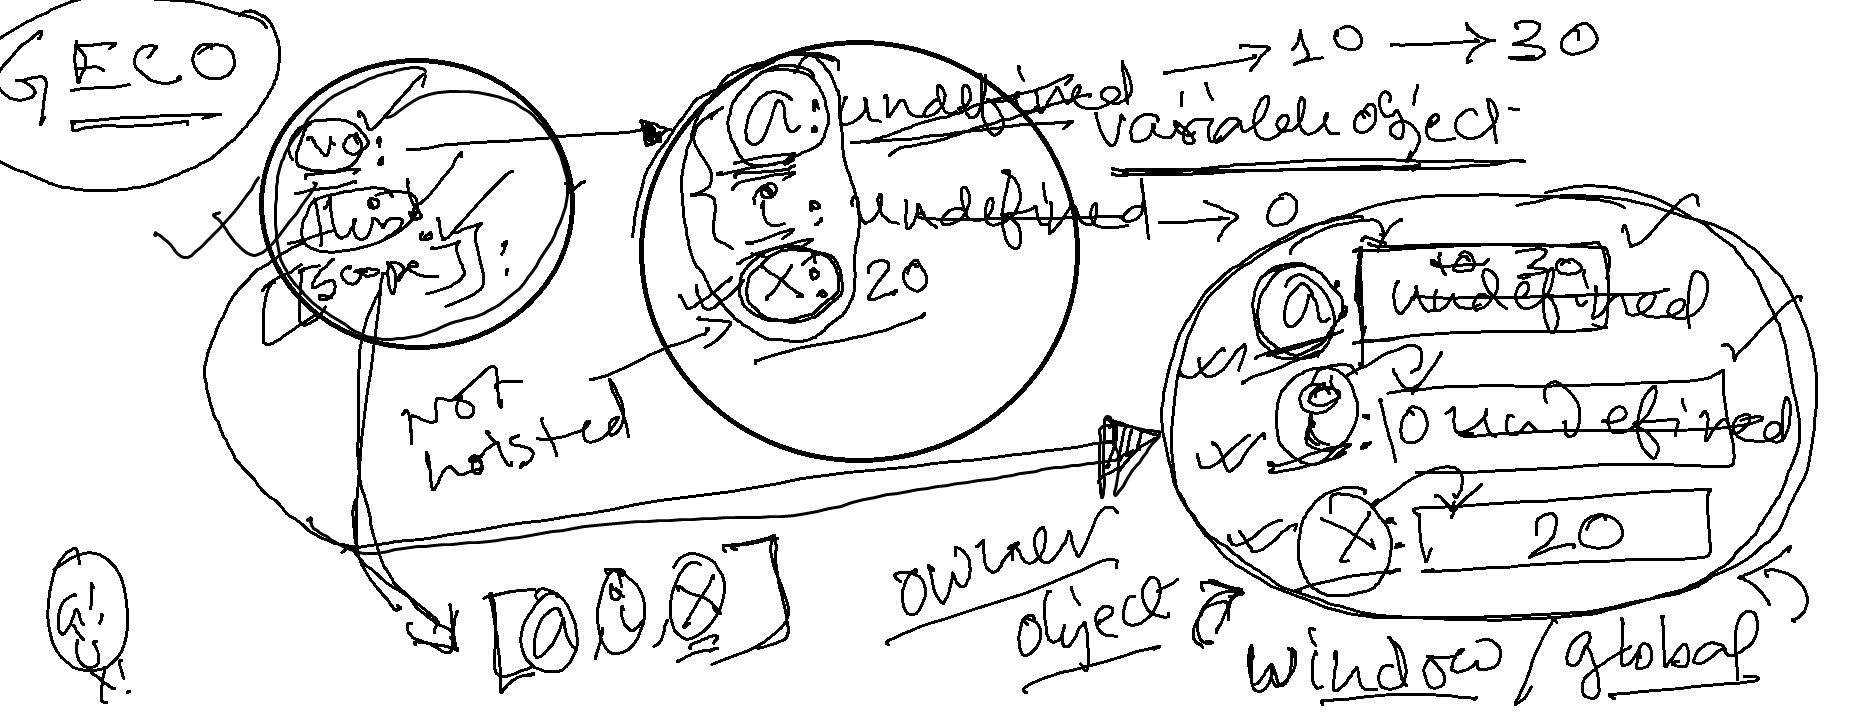 GECO
vo:
this:
[[scope]]:
a: undefined → 10 → 30
variable object
i: undefined → 0
x: 20
not
hoisted
a: 10 30 undefined
i: 0 undefined
x: 20
[a, i, x]
owner
object
window / global
a:
i:
x: